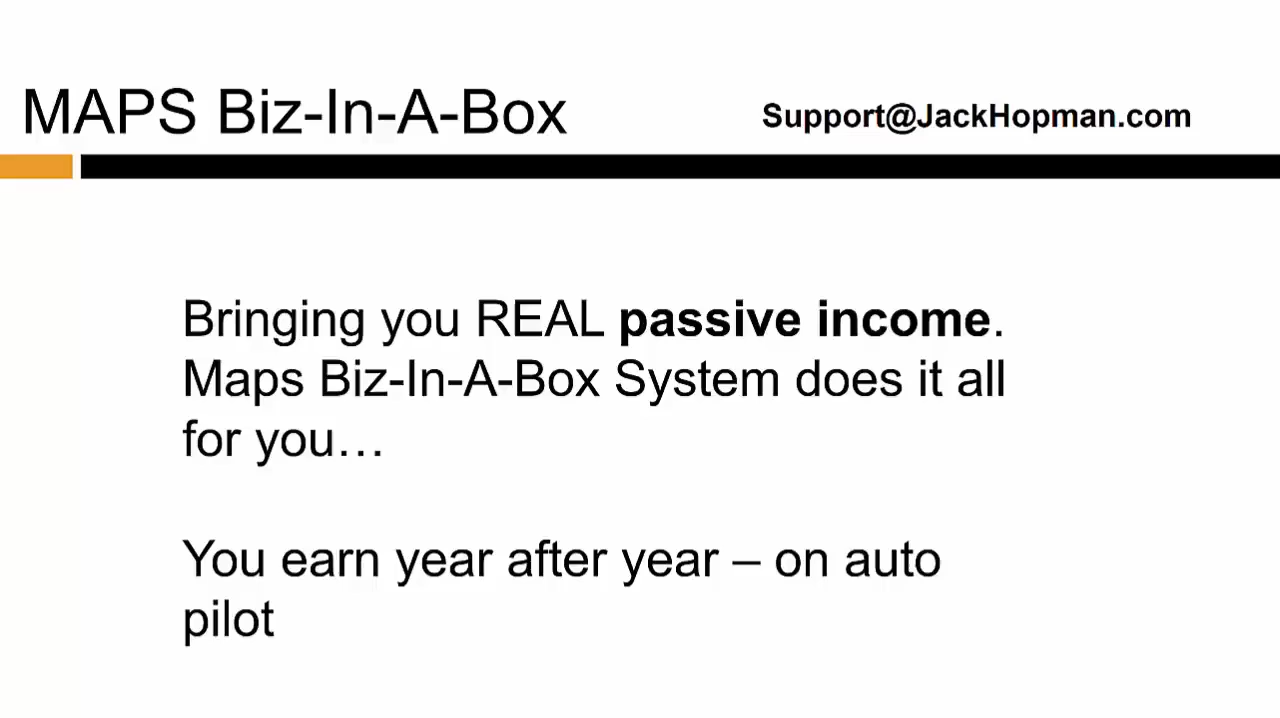 MAPS Biz-In-A-Box
Support@JackHopman.com
Bringing you REAL passive income.
Maps Biz-In-A-Box System does it all
for you…
You earn year after year – on auto
pilot